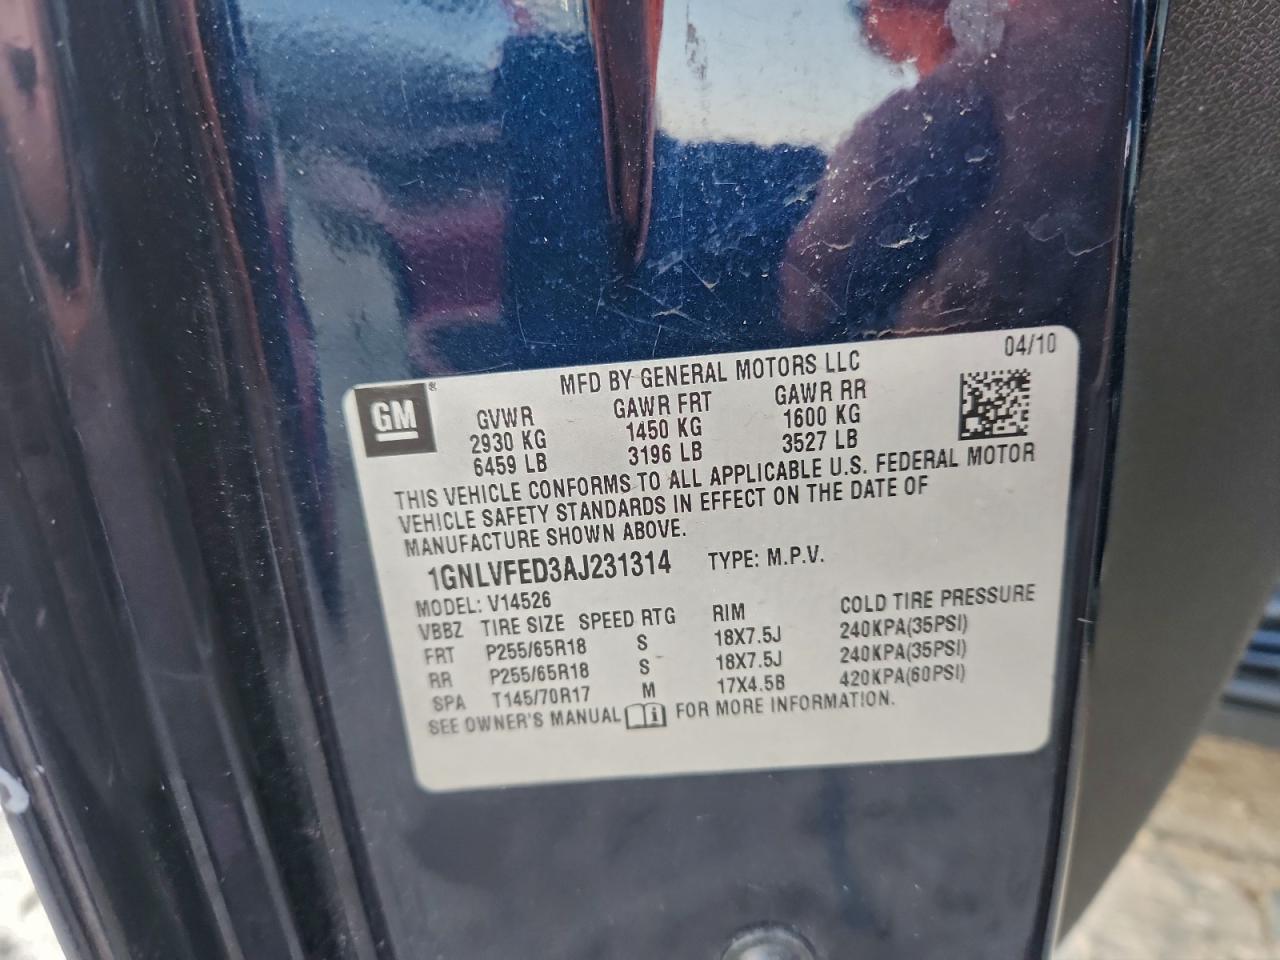 04/10
GM®
MFD BY GENERAL MOTORS LLC
GVWR GAWR FRT GAWR RR
2930 KG 1450 KG 1600 KG
6459 LB 3196 LB 3527 LB
THIS VEHICLE CONFORMS TO ALL APPLICABLE U.S. FEDERAL MOTOR
VEHICLE SAFETY STANDARDS IN EFFECT ON THE DATE OF
MANUFACTURE SHOWN ABOVE.
1GNLVFED3AJ231314 TYPE: M.P.V.
MODEL: V14526
VBBZ TIRE SIZE SPEED RTG RIM COLD TIRE PRESSURE
FRT P255/65R18 S 18X7.5J 240KPA(35PSI)
RR P255/65R18 S 18X7.5J 240KPA(35PSI)
SPA T145/70R17 M 17X4.5B 420KPA(60PSI)
SEE OWNER'S MANUAL i FOR MORE INFORMATION.